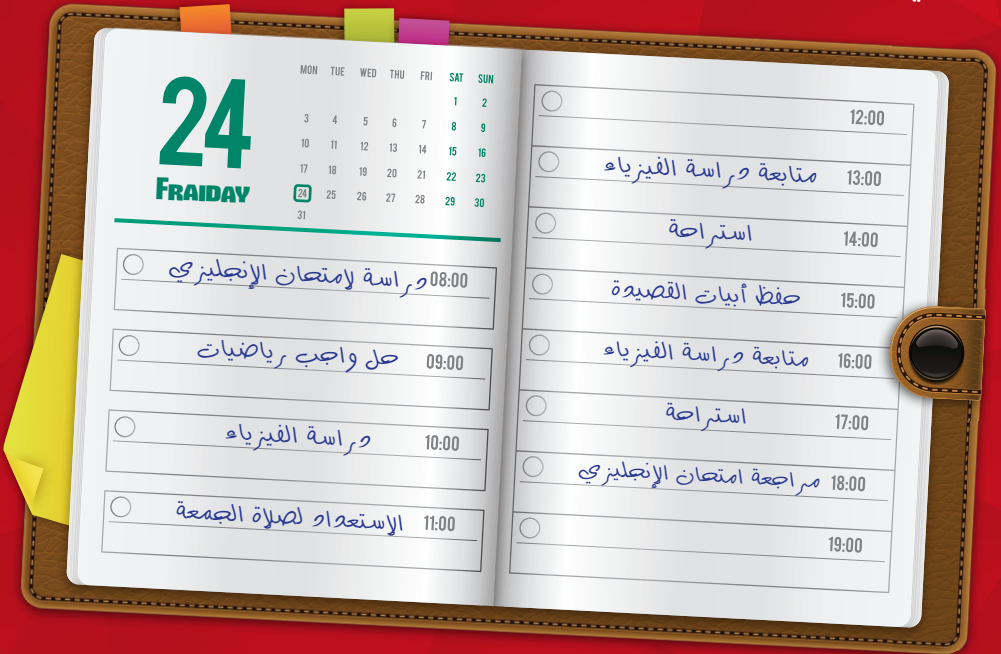 24
FRAIDAY
MON TUE WED THU FRI SAT SUN
1 2
3 4 5 6 7 8 9
10 11 12 13 14 15 16
17 18 19 20 21 22 23
24 25 26 27 28 29 30
31
08:00 دراسة لإمتحان الإنجليزي
09:00 حل واجب رياضيات
10:00 دراسة الفيزياء
11:00 الإستعداد لصلاة الجمعة
12:00
13:00 متابعة دراسة الفيزياء
14:00 استراحة
15:00 حفظ أبيات القصيدة
16:00 متابعة دراسة الفيزياء
17:00 استراحة
18:00 مراجعة امتحان الإنجليزي
19:00